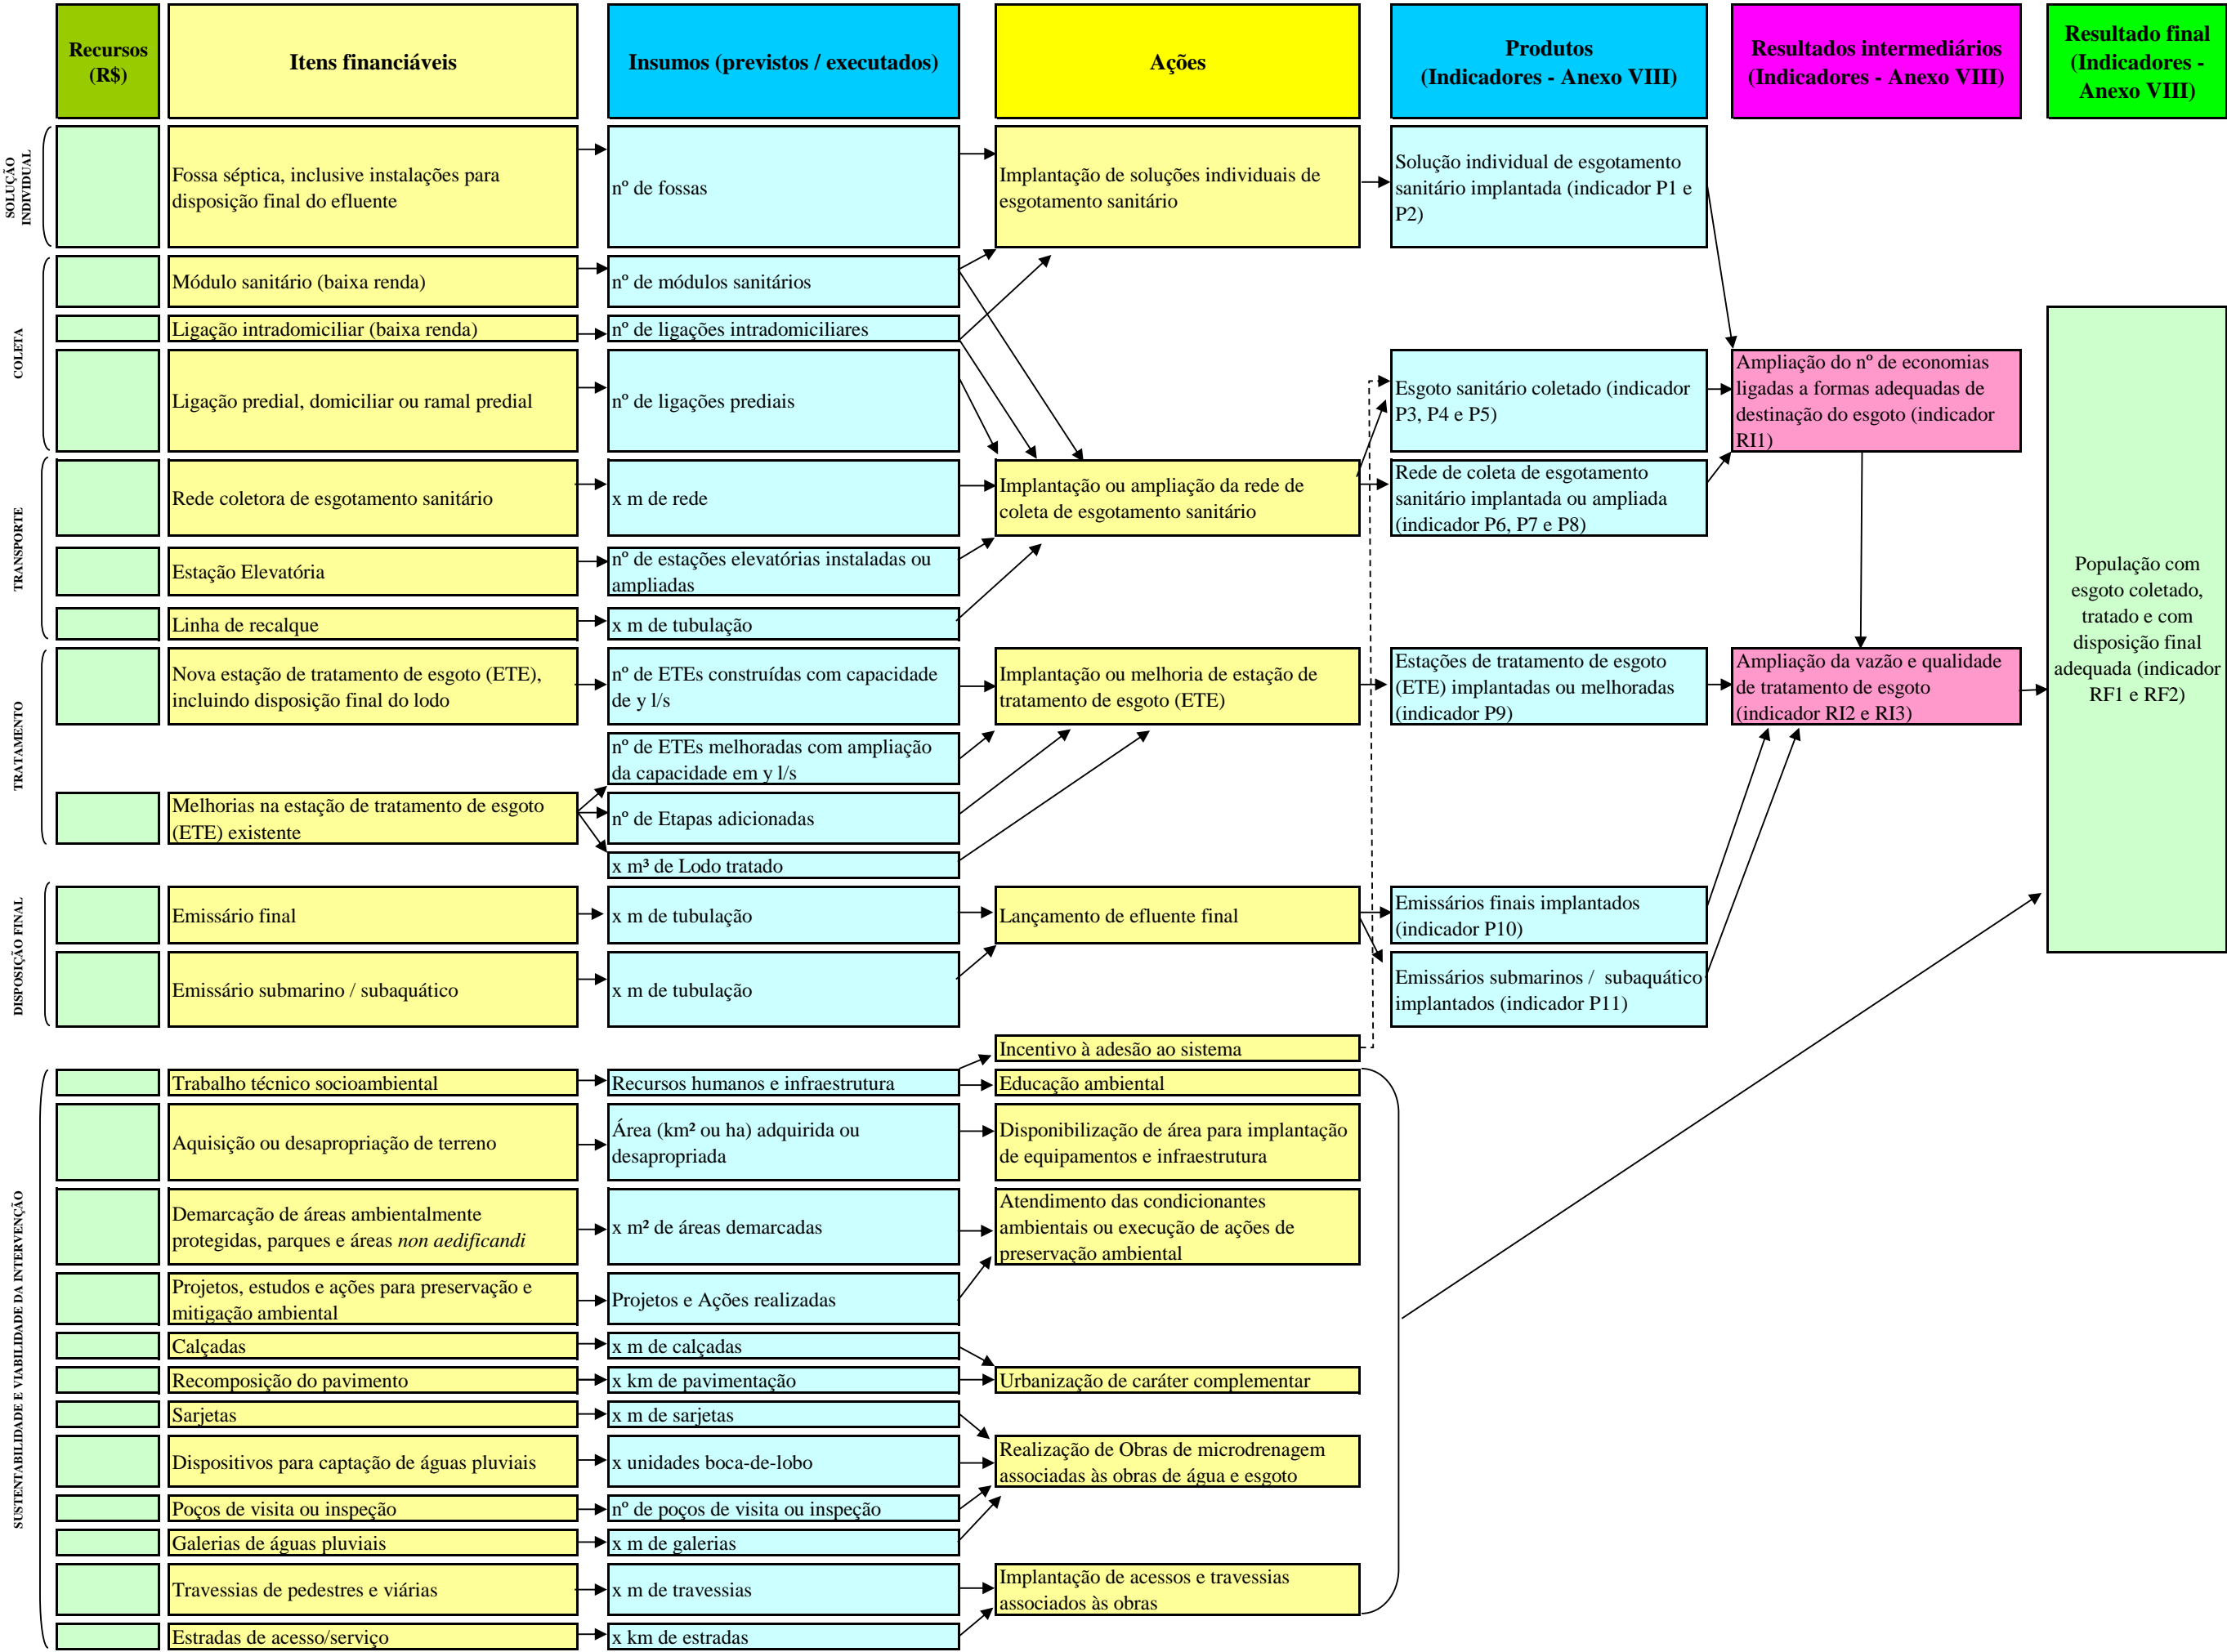 Recursos
(R$)
Itens financiáveis
Insumos (previstos / executados)
Ações
Produtos
(Indicadores - Anexo VIII)
Resultados intermediários
(Indicadores - Anexo VIII)
Resultado final
(Indicadores -
Anexo VIII)
SOLUÇÃO
INDIVIDUAL
Fossa séptica, inclusive instalações para
disposição final do efluente
nº de fossas
Implantação de soluções individuais de
esgotamento sanitário
Solução individual de esgotamento
sanitário implantada (indicador P1 e
P2)
COLETA
Módulo sanitário (baixa renda)
nº de módulos sanitários
Ligação intradomiciliar (baixa renda)
nº de ligações intradomiciliares
Ligação predial, domiciliar ou ramal predial
nº de ligações prediais
Esgoto sanitário coletado (indicador
P3, P4 e P5)
Ampliação do nº de economias
ligadas a formas adequadas de
destinação do esgoto (indicador
RI1)
TRANSPORTE
Rede coletora de esgotamento sanitário
x m de rede
Implantação ou ampliação da rede de
coleta de esgotamento sanitário
Rede de coleta de esgotamento
sanitário implantada ou ampliada
(indicador P6, P7 e P8)
Estação Elevatória
nº de estações elevatórias instaladas ou
ampliadas
Linha de recalque
x m de tubulação
População com
esgoto coletado,
tratado e com
disposição final
adequada (indicador
RF1 e RF2)
TRATAMENTO
Nova estação de tratamento de esgoto (ETE),
incluindo disposição final do lodo
nº de ETEs construídas com capacidade
de y l/s
Implantação ou melhoria de estação de
tratamento de esgoto (ETE)
Estações de tratamento de esgoto
(ETE) implantadas ou melhoradas
(indicador P9)
Ampliação da vazão e qualidade
de tratamento de esgoto
(indicador RI2 e RI3)
nº de ETEs melhoradas com ampliação
da capacidade em y l/s
Melhorias na estação de tratamento de esgoto
(ETE) existente
nº de Etapas adicionadas
x m³ de Lodo tratado
DISPOSIÇÃO FINAL
Emissário final
x m de tubulação
Lançamento de efluente final
Emissários finais implantados
(indicador P10)
Emissário submarino / subaquático
x m de tubulação
Emissários submarinos / subaquático
implantados (indicador P11)
Incentivo à adesão ao sistema
SUSTENTABILIDADE E VIABILIDADE DA INTERVENÇÃO
Trabalho técnico socioambiental
Recursos humanos e infraestrutura
Educação ambiental
Aquisição ou desapropriação de terreno
Área (km² ou ha) adquirida ou
desapropriada
Disponibilização de área para implantação
de equipamentos e infraestrutura
Demarcação de áreas ambientalmente
protegidas, parques e áreas non aedificandi
x m² de áreas demarcadas
Atendimento das condicionantes
ambientais ou execução de ações de
preservação ambiental
Projetos, estudos e ações para preservação e
mitigação ambiental
Projetos e Ações realizadas
Calçadas
x m de calçadas
Recomposição do pavimento
x km de pavimentação
Urbanização de caráter complementar
Sarjetas
x m de sarjetas
Dispositivos para captação de águas pluviais
x unidades boca-de-lobo
Realização de Obras de microdrenagem
associadas às obras de água e esgoto
Poços de visita ou inspeção
nº de poços de visita ou inspeção
Galerias de águas pluviais
x m de galerias
Travessias de pedestres e viárias
x m de travessias
Implantação de acessos e travessias
associados às obras
Estradas de acesso/serviço
x km de estradas